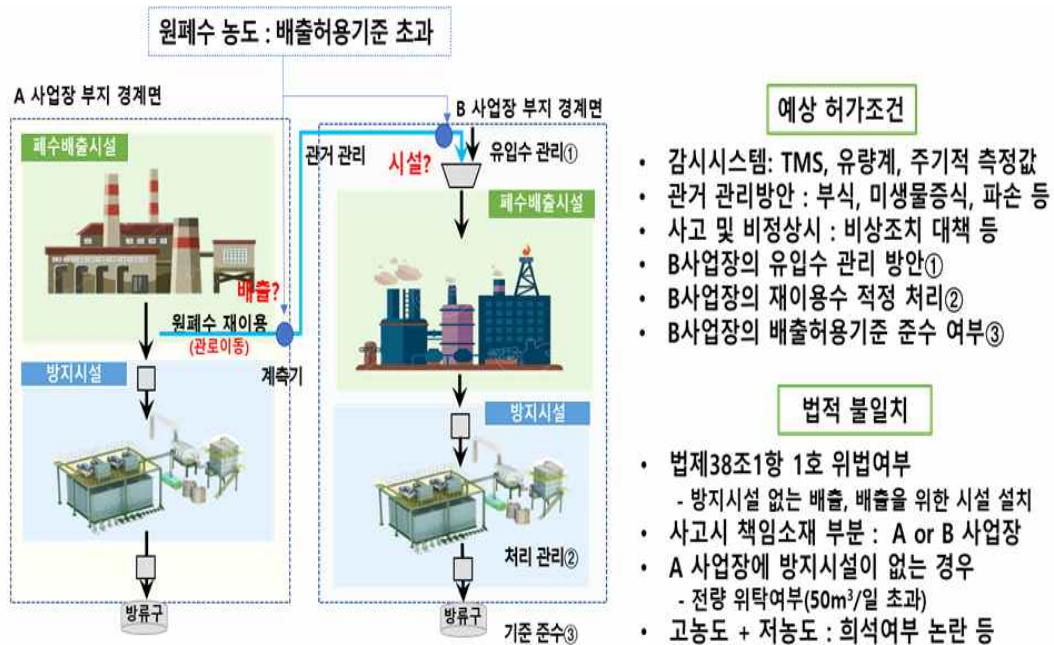 원폐수 농도 : 배출허용기준 초과
A 사업장 부지 경계면
B 사업장 부지 경계면
폐수배출시설
관거 관리
시설?
유입수 관리①
폐수배출시설
배출?
원폐수 재이용
(관로이동)
계측기
방지시설
방지시설
처리 관리②
방류구
방류구
기준 준수③
예상 허가조건
• 감시시스템: TMS, 유량계, 주기적 측정값
• 관거 관리방안 : 부식, 미생물증식, 파손 등
• 사고 및 비정상시 : 비상조치 대책 등
• B사업장의 유입수 관리 방안①
• B사업장의 재이용수 적정 처리②
• B사업장의 배출허용기준 준수 여부③
법적 불일치
• 법제38조1항 1호 위법여부
- 방지시설 없는 배출, 배출을 위한 시설 설치
• 사고시 책임소재 부분 : A or B 사업장
• A 사업장에 방지시설이 없는 경우
- 전량 위탁여부(50m³/일 초과)
• 고농도 + 저농도 : 희석여부 논란 등